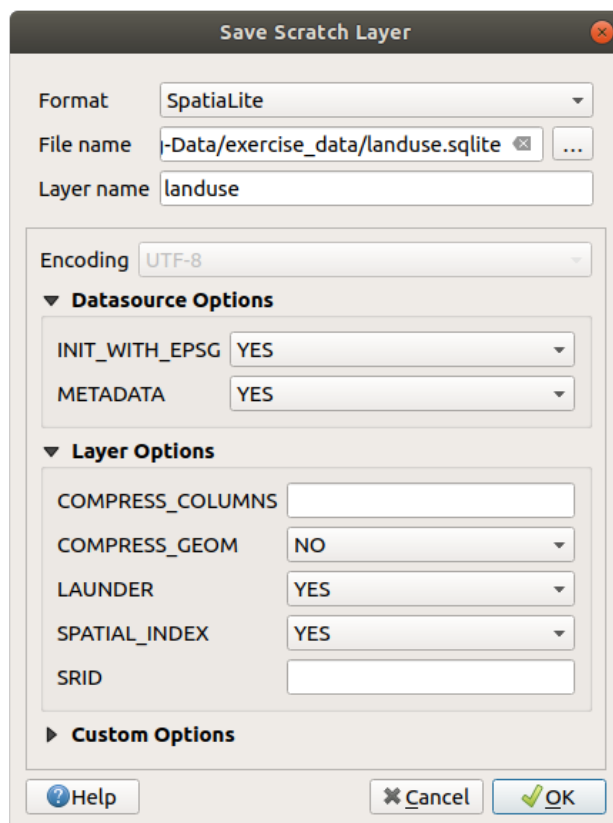 Save Scratch Layer
Format SpatiaLite
File name -Data/exercise_data/landuse.sqlite ...
Layer name landuse
Encoding UTF-8
Datasource Options
INIT_WITH_EPSG YES
METADATA YES
Layer Options
COMPRESS_COLUMNS
COMPRESS_GEOM NO
LAUNDER YES
SPATIAL_INDEX YES
SRID
Custom Options
Help Cancel OK